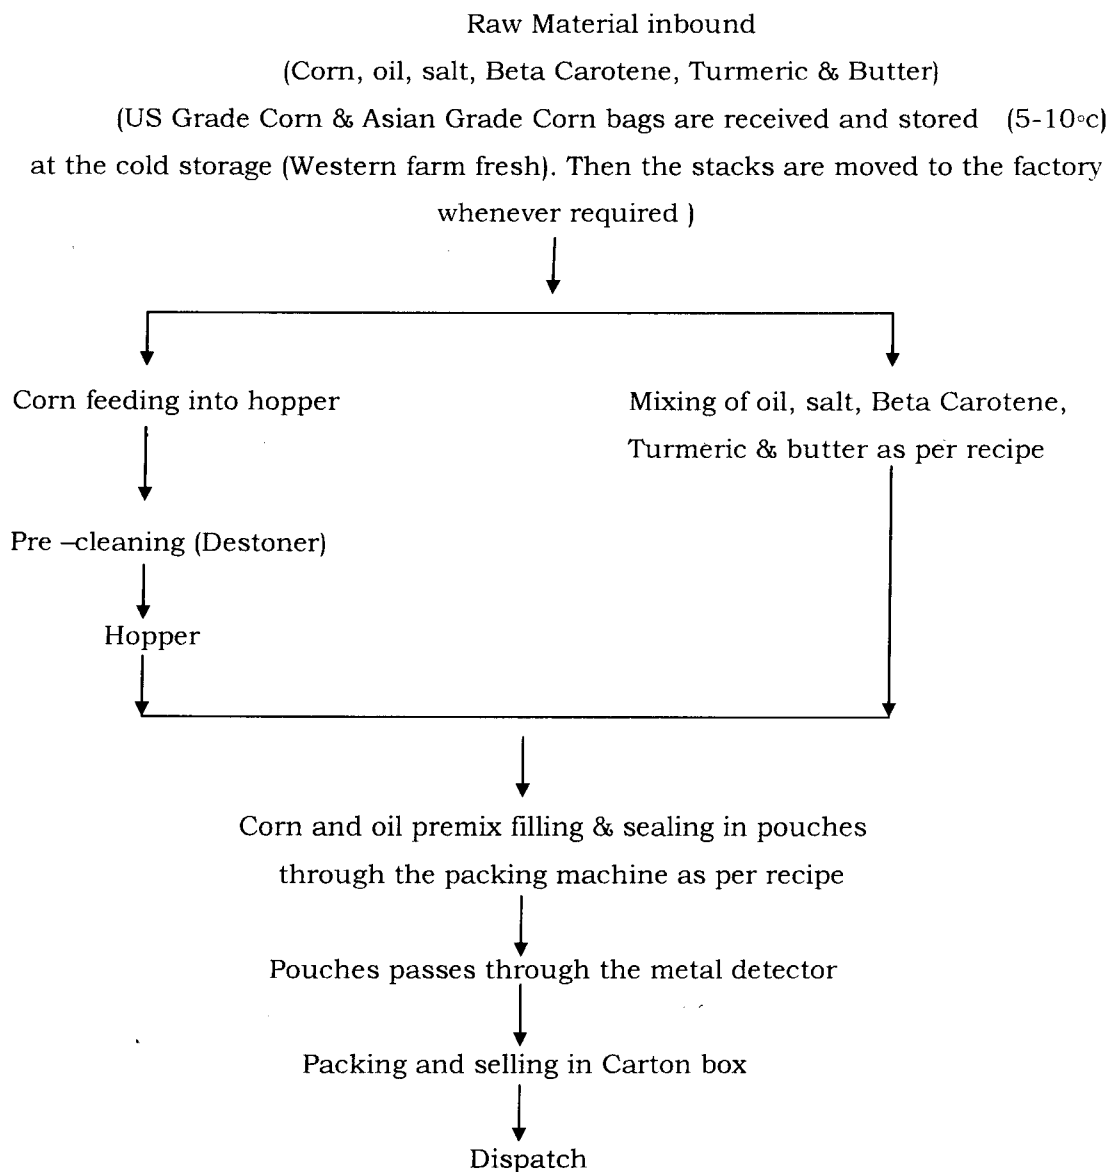 Raw Material inbound
(Corn, oil, salt, Beta Carotene, Turmeric & Butter)
(US Grade Corn & Asian Grade Corn bags are received and stored (5-10°c)
at the cold storage (Western farm fresh). Then the stacks are moved to the factory
whenever required )
Corn feeding into hopper
Pre –cleaning (Destoner)
Hopper
Mixing of oil, salt, Beta Carotene,
Turmeric & butter as per recipe
Corn and oil premix filling & sealing in pouches
through the packing machine as per recipe
Pouches passes through the metal detector
Packing and selling in Carton box
Dispatch